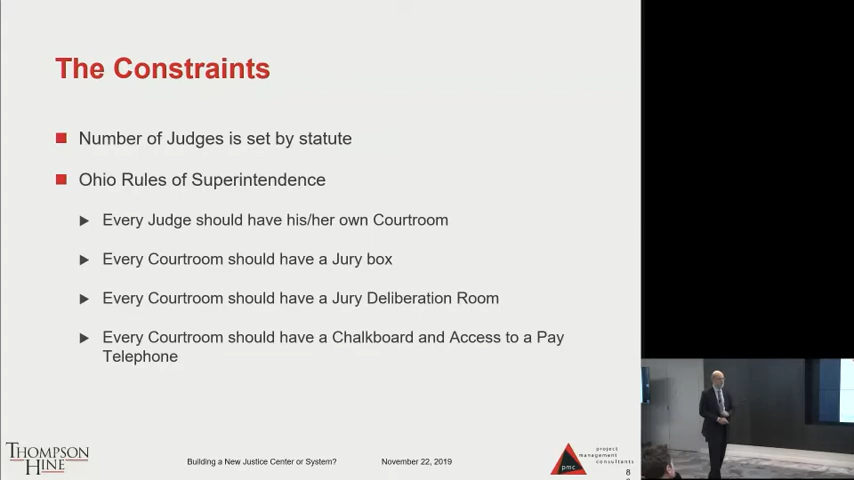 The Constraints
Number of Judges is set by statute
Ohio Rules of Superintendence
Every Judge should have his/her own Courtroom
Every Courtroom should have a Jury box
Every Courtroom should have a Jury Deliberation Room
Every Courtroom should have a Chalkboard and Access to a Pay
Telephone
THOMPSON
HINE
Building a New Justice Center or System? November 22, 2019
pmc
project
management
consultants
8